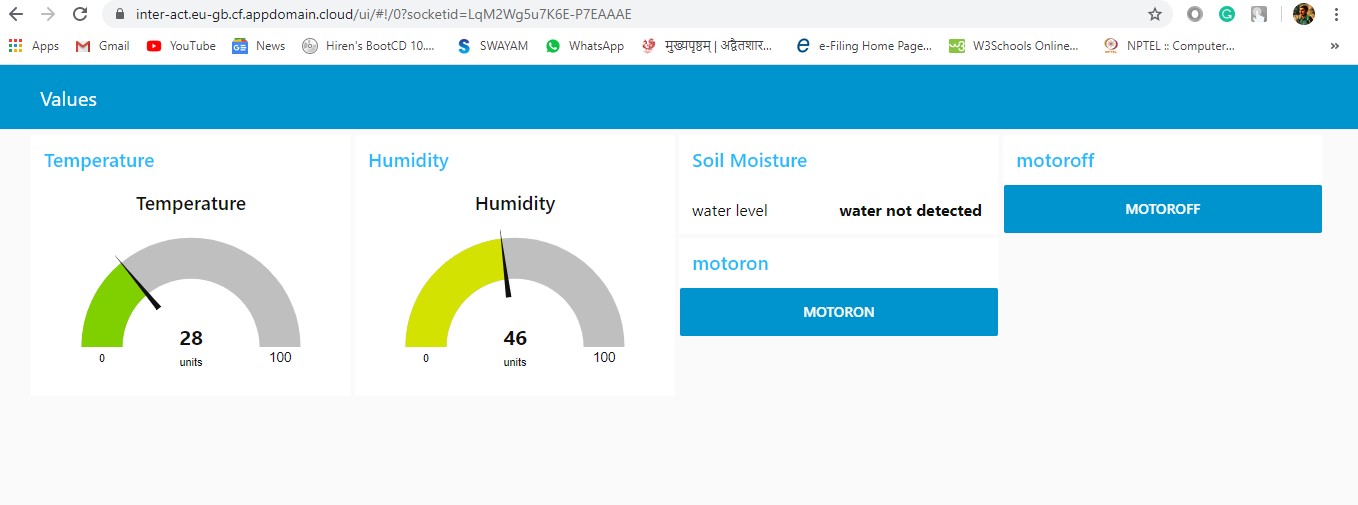 inter-act.eu-gb.cf.appdomain.cloud/ui/#!/0?socketid=LqM2Wg5u7K6E-P7EAAAE
Apps Gmail YouTube News Hiren's BootCD 10.... SWAYAM WhatsApp मुख्यपृष्ठम् | अद्वैतशार... e-Filing Home Page... W3Schools Online... NPTEL :: Computer... »
Values
Temperature
Temperature
28
0 units 100
Humidity
Humidity
46
0 units 100
Soil Moisture
water level water not detected
motoron
MOTORON
motoroff
MOTOROFF